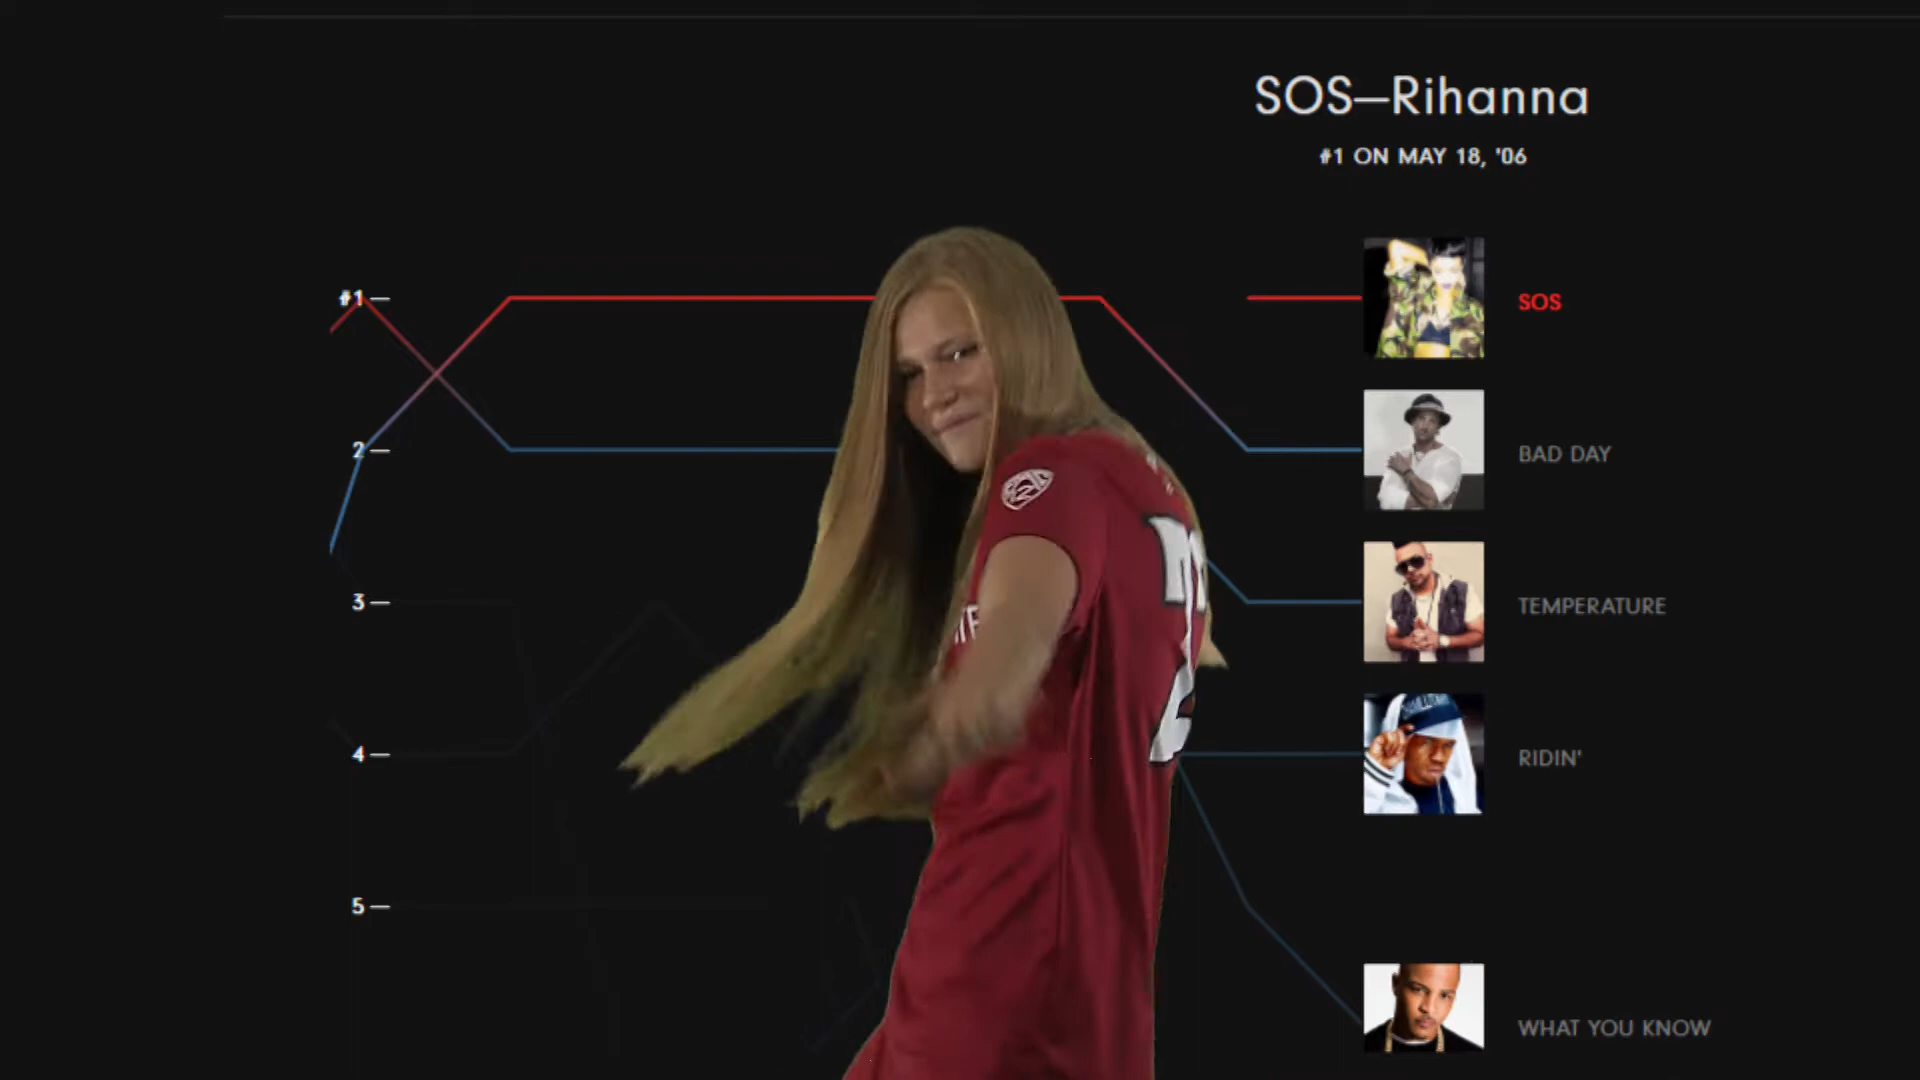 SOS—Rihanna
#1 ON MAY 18, '06
#1
SOS
2
BAD DAY
3
TEMPERATURE
4
RIDIN'
5
WHAT YOU KNOW